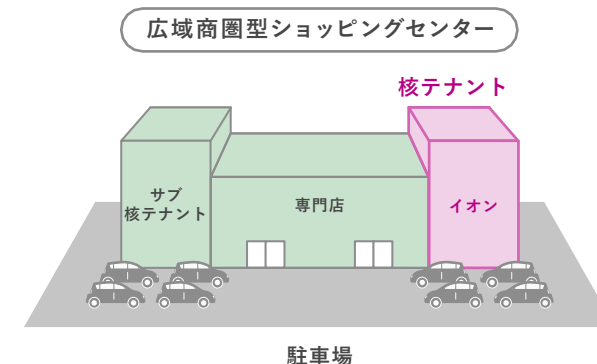 広域商圏型ショッピングセンター
核テナント
サブ
核テナント
専門店
イオン
駐車場